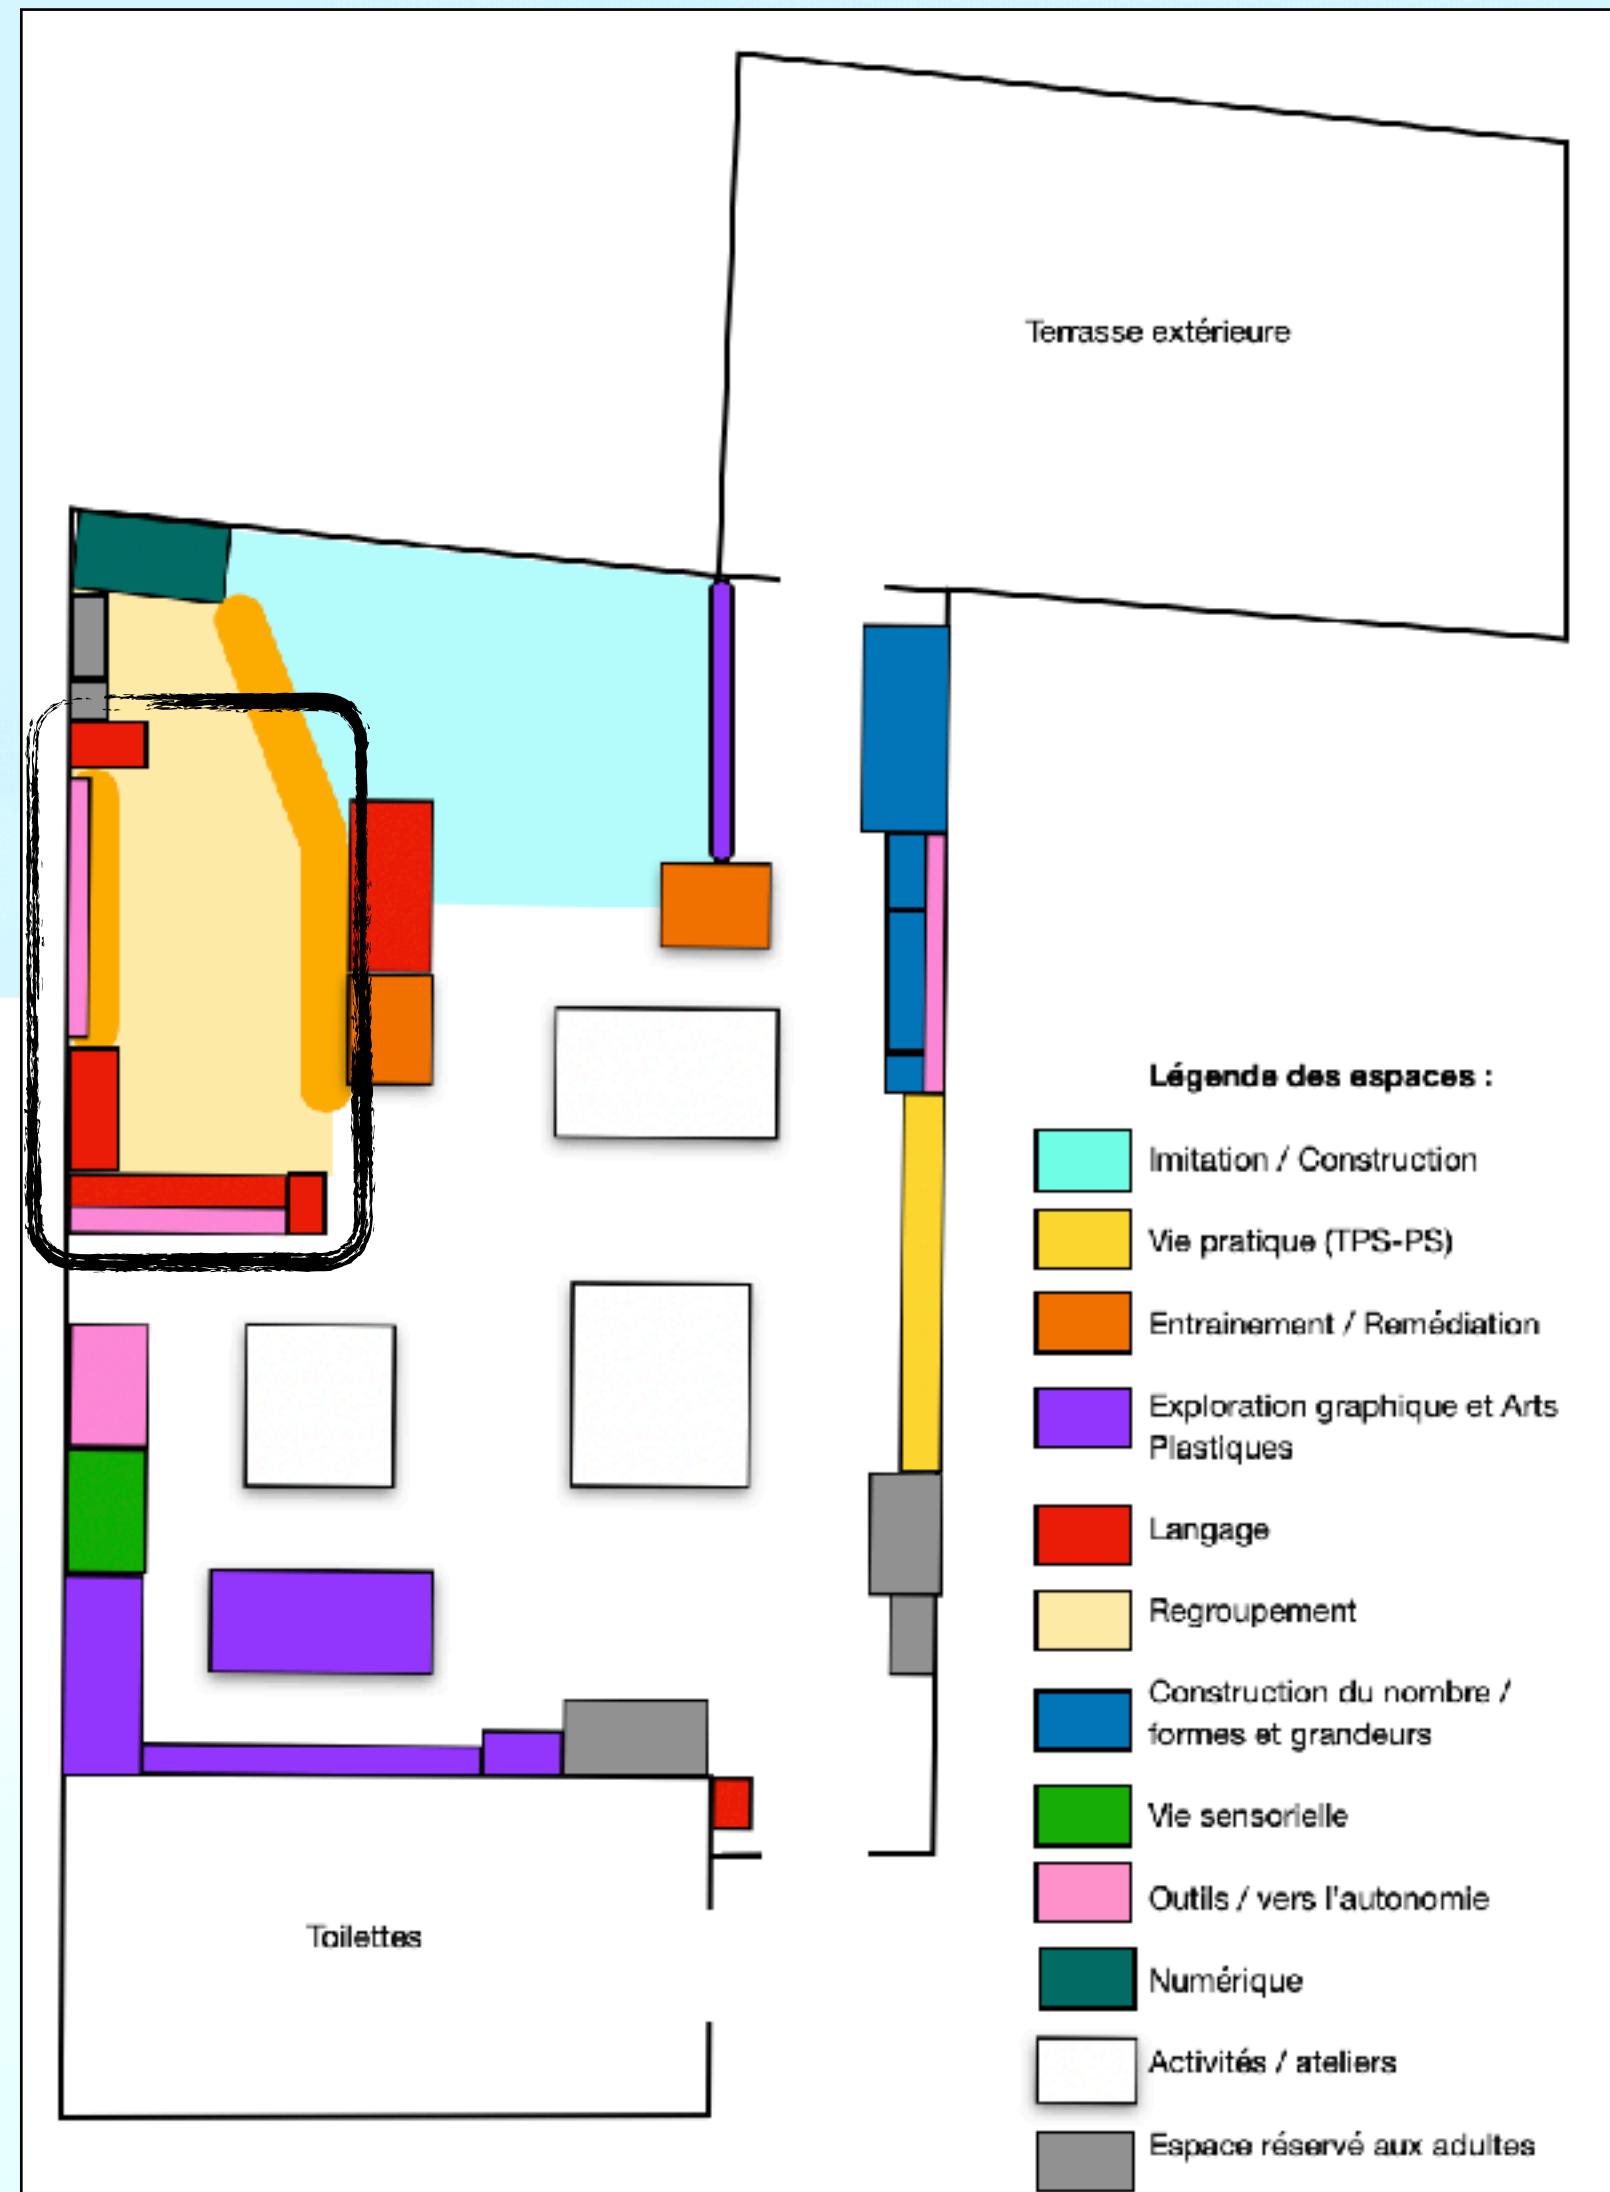 Terrasse extérieure
Légende des espaces :
Imitation / Construction
Vie pratique (TPS-PS)
Entrainement / Remédiation
Exploration graphique et Arts
Plastiques
Langage
Regroupement
Construction du nombre /
formes et grandeurs
Vie sensorielle
Outils / vers l'autonomie
Toilettes
Numérique
Activités / ateliers
Espace réservé aux adultes